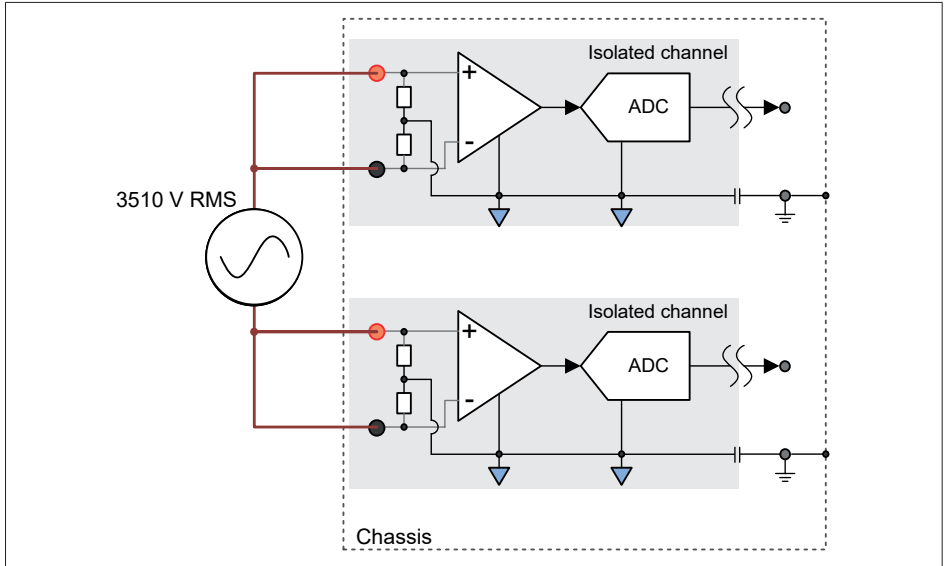 Isolated channel
+
ADC
-
3510 V RMS
Isolated channel
+
ADC
-
Chassis